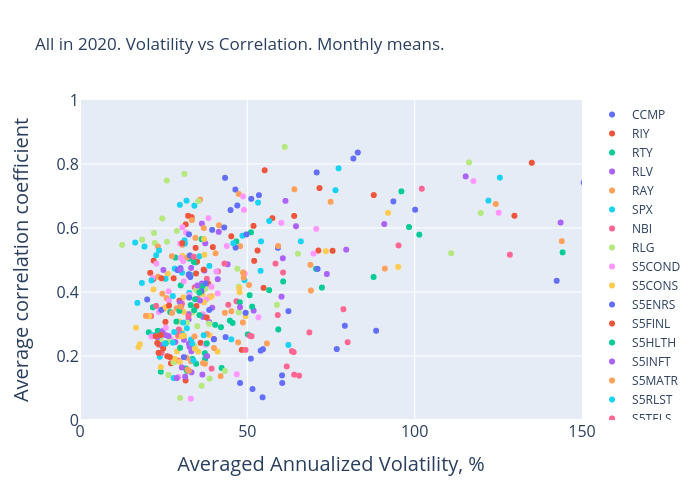 All in 2020. Volatility vs Correlation. Monthly means.
Average correlation coefficient
1
0.8
0.6
0.4
0.2
0
0
50
100
150
Averaged Annualized Volatility, %
CCMP
RIY
RTY
RLV
RAY
SPX
NBI
RLG
S5COND
S5CONS
S5ENRS
S5FINL
S5HLTH
S5INFT
S5MATR
S5RLST
S5TELS